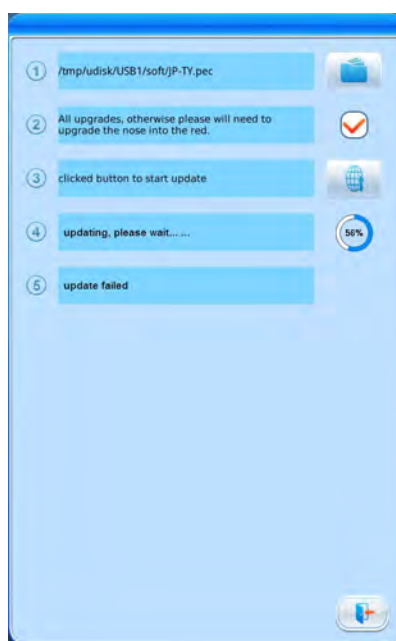 1
/tmp/udisk/USB1/soft/JP-TY.pec
2
All upgrades, otherwise please will need to
upgrade the nose into the red.
3
clicked button to start update
4
updating, please wait... ...
56%
5
update failed